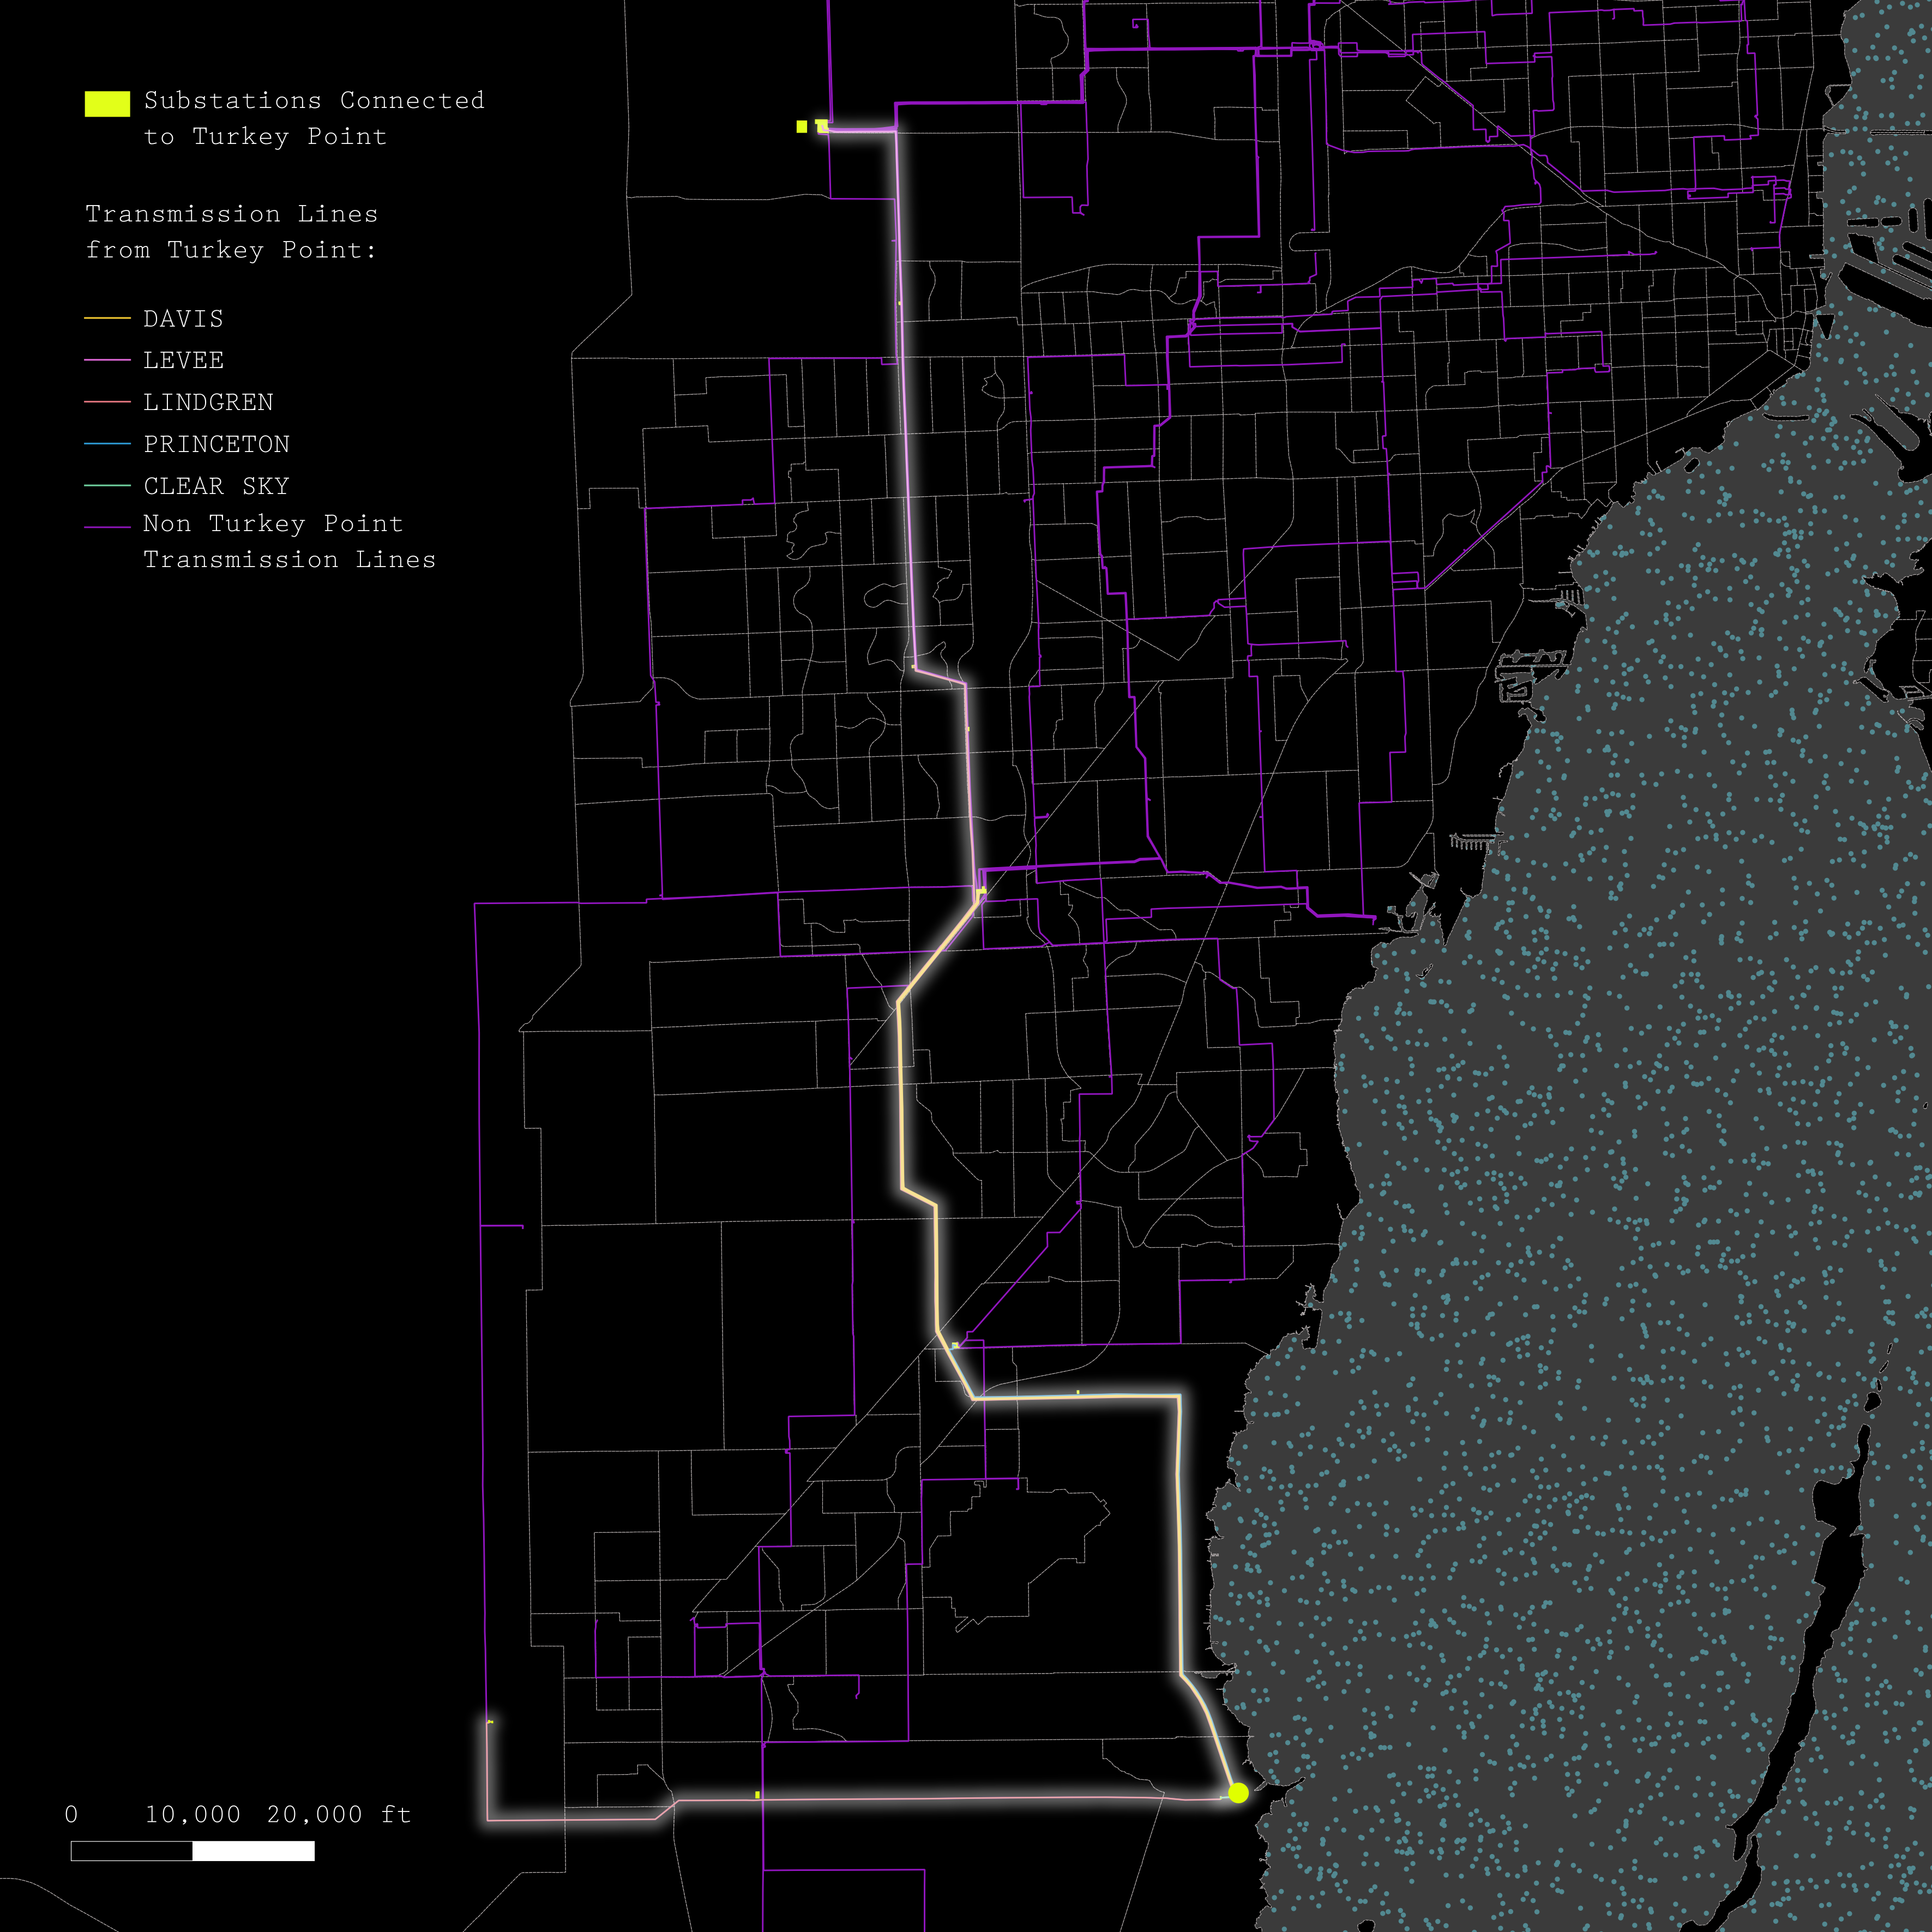 Substations Connected
to Turkey Point
Transmission Lines
from Turkey Point:
DAVIS
LEVEE
LINDGREN
PRINCETON
CLEAR SKY
Non Turkey Point
Transmission Lines
0 10,000 20,000 ft